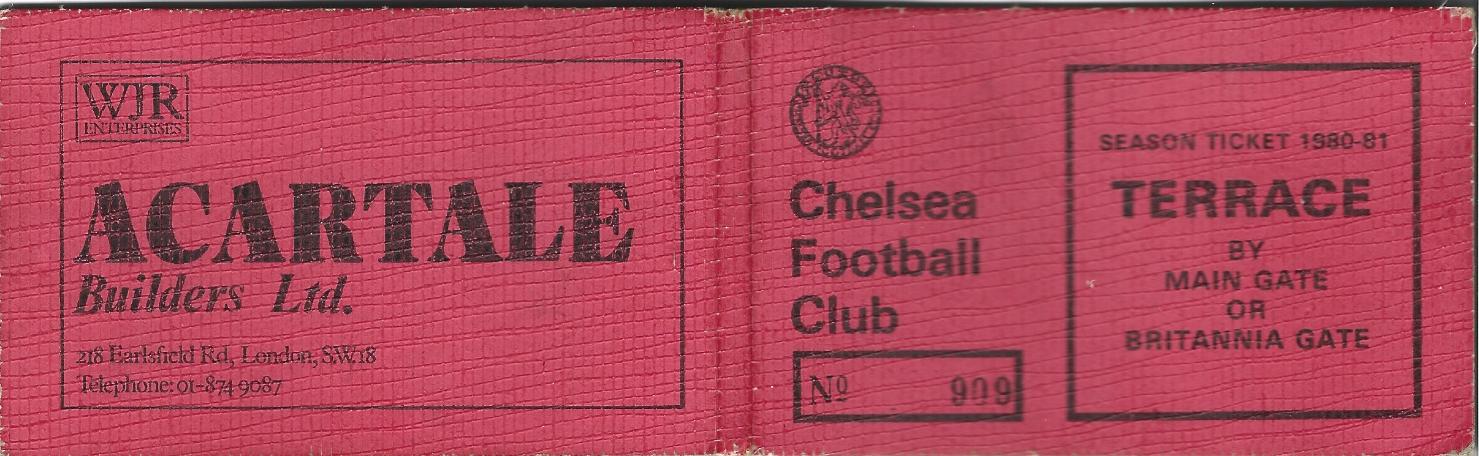 WJR
ENTERPRISES
ACARTALE
Builders Ltd.
218 Earlsfield Rd, London, S.W.18
Telephone: 01-874 9087
Chelsea
Football
Club
Nº 909
SEASON TICKET 1980-81
TERRACE
BY
MAIN GATE
OR
BRITANNIA GATE